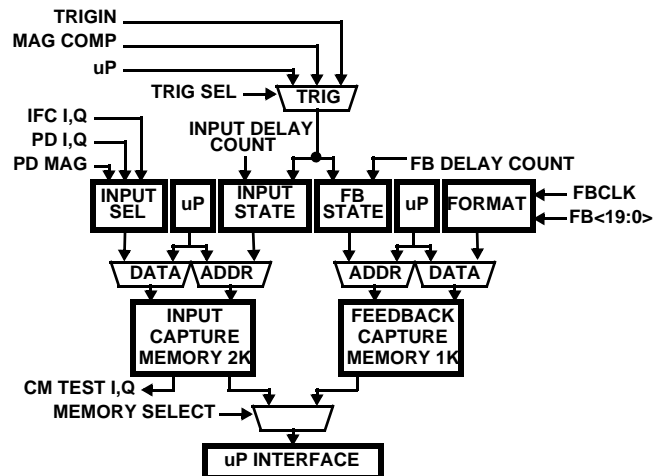 TRIGIN
MAG COMP
uP
TRIG SEL
TRIG
IFC I,Q
PD I,Q
PD MAG
INPUT DELAY
COUNT
FB DELAY COUNT
INPUT
SEL
uP
INPUT
STATE
FB
STATE
uP
FORMAT
FBCLK
FB<19:0>
DATA
ADDR
ADDR
DATA
INPUT
CAPTURE
MEMORY 2K
FEEDBACK
CAPTURE
MEMORY 1K
CM TEST I,Q
MEMORY SELECT
uP INTERFACE